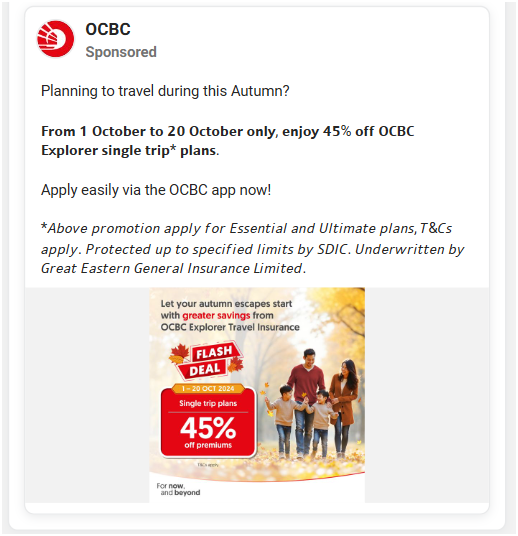 OCBC
Sponsored
Planning to travel during this Autumn?
From 1 October to 20 October only, enjoy 45% off OCBC
Explorer single trip* plans.
Apply easily via the OCBC app now!
*Above promotion apply for Essential and Ultimate plans, T&Cs
apply. Protected up to specified limits by SDIC. Underwritten by
Great Eastern General Insurance Limited.
Let your autumn escapes start
with greater savings from
OCBC Explorer Travel Insurance
FLASH
DEAL
1 – 20 OCT 2024
Single trip plans
45%
off premiums
T&Cs apply.
For now,
and beyond